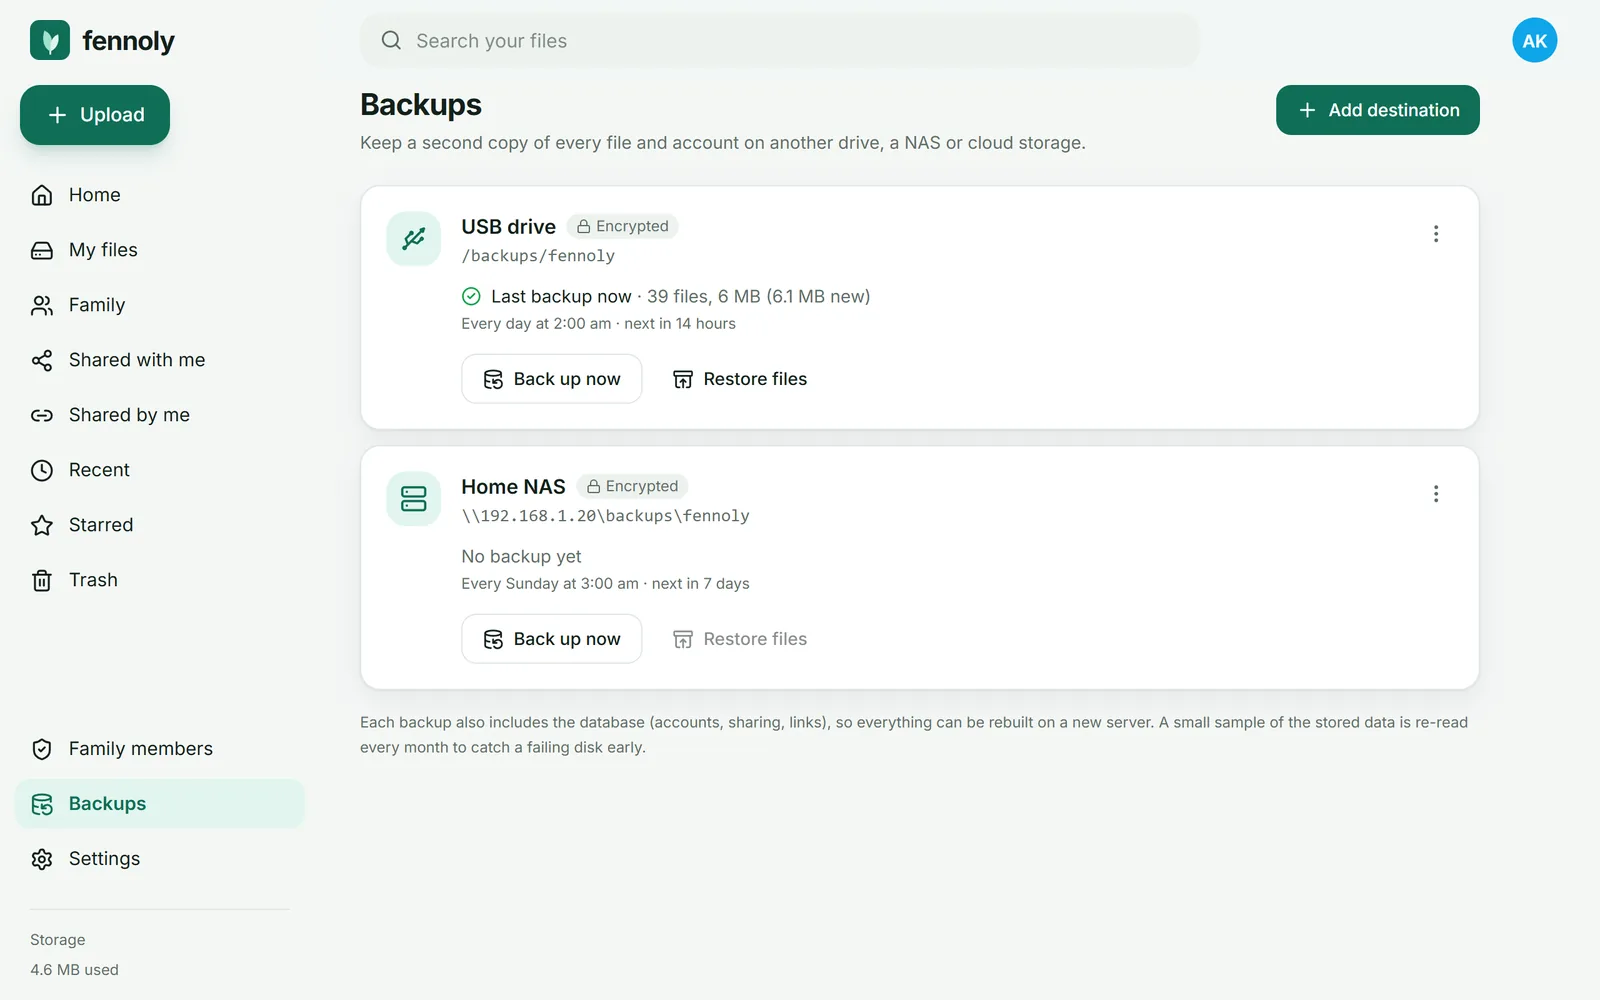 fennoly
Search your files
AK
Upload
Backups
Add destination
Keep a second copy of every file and account on another drive, a NAS or cloud storage.
Home
My files
Family
Shared with me
Shared by me
Recent
Starred
Trash
USB drive Encrypted
/backups/fennoly
Last backup now · 39 files, 6 MB (6.1 MB new)
Every day at 2:00 am · next in 14 hours
Back up now Restore files
Home NAS Encrypted
\\192.168.1.20\backups\fennoly
No backup yet
Every Sunday at 3:00 am · next in 7 days
Back up now Restore files
Each backup also includes the database (accounts, sharing, links), so everything can be rebuilt on a new server. A small sample of the stored data is re-read
every month to catch a failing disk early.
Family members
Backups
Settings
Storage
4.6 MB used